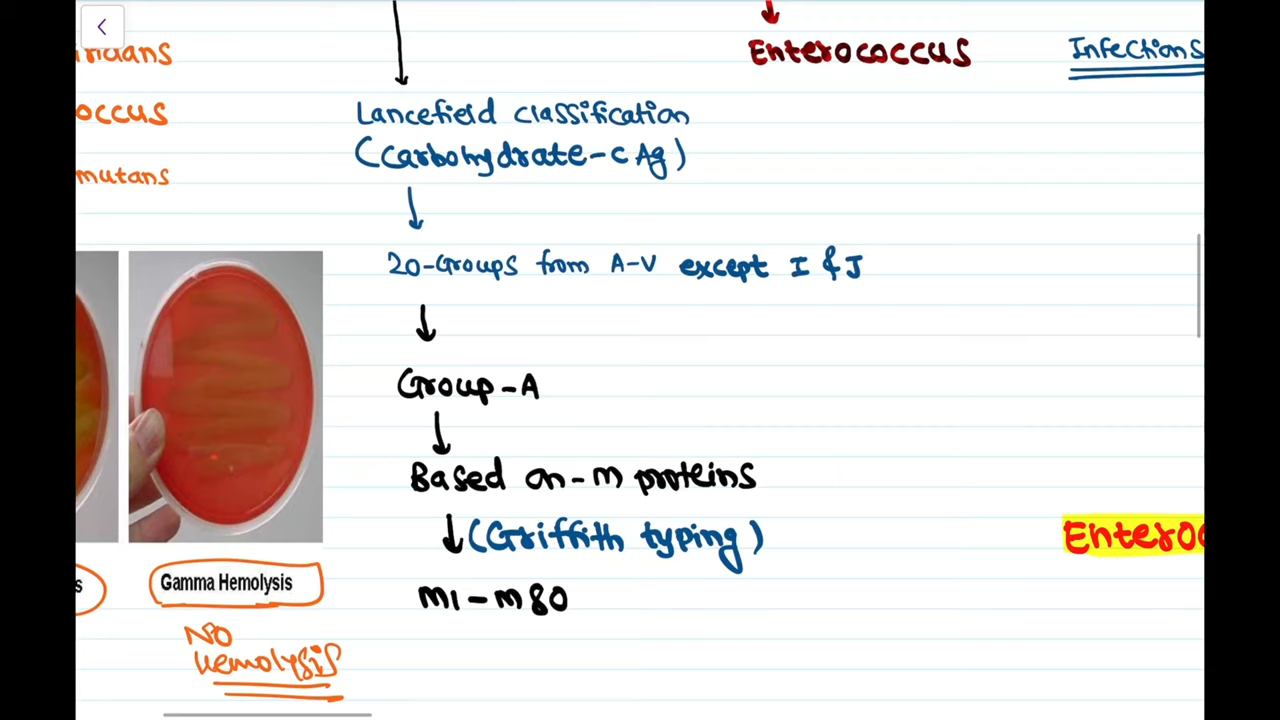 ridans
occus
mutans
s
Gamma Hemolysis
NO
Hemolysis
Lancefield classification
(Carbohydrate-C Ag)
20-Groups from A-V except I & J
Group-A
Based on-M proteins
(Griffith typing)
M1-M80
Enterococcus
Infections
Enteroc